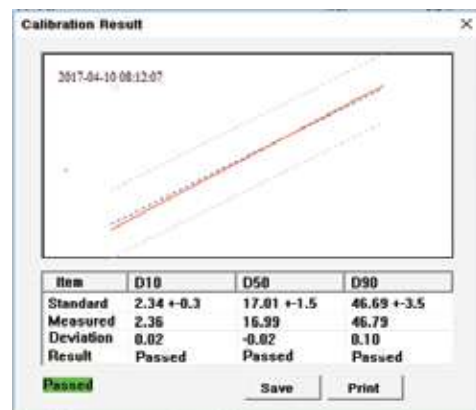 Calibration Result
2017-04-10 08:12:07
Item D10 D50 D90
Standard 2.34 +-0.3 17.01 +-1.5 46.69 +-3.5
Measured 2.36 16.99 46.79
Deviation 0.02 -0.02 0.10
Result Passed Passed Passed
Passed Save Print